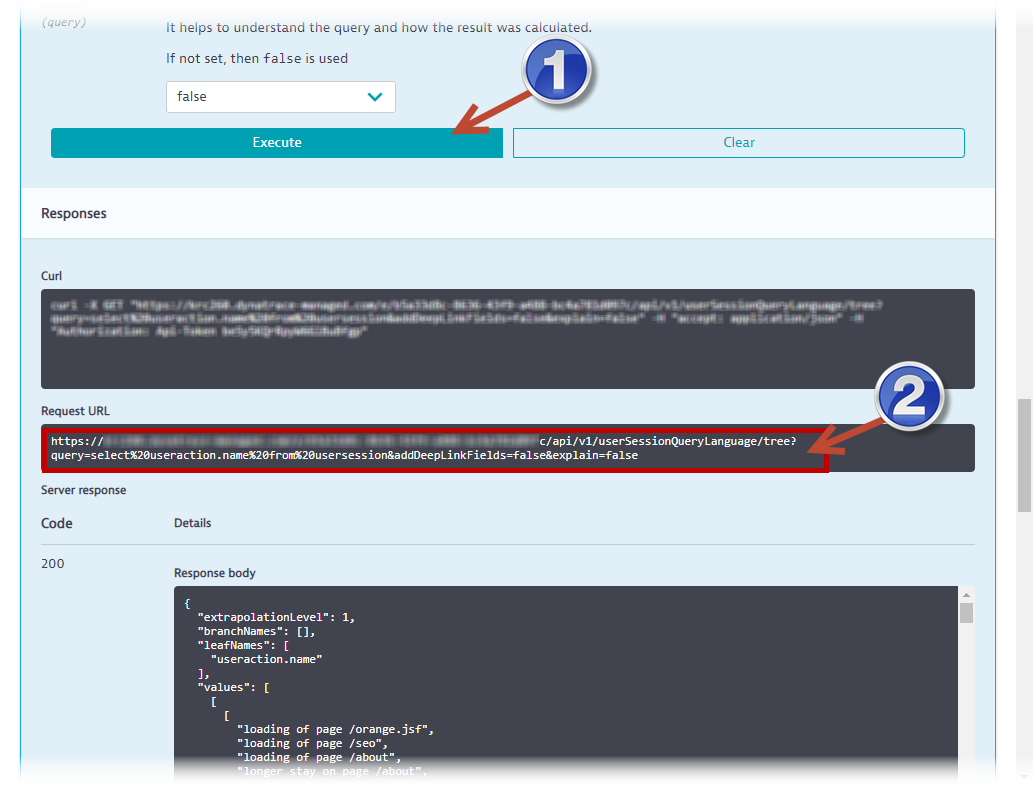 (query)
It helps to understand the query and how the result was calculated.
If not set, then false is used
1
false
Execute
Clear
Responses
Curl
Request URL
2
https:// c/api/v1/userSessionQueryLanguage/tree?
query=select%20useraction.name%20from%20usersession&addDeepLinkFields=false&explain=false
Server response
Code Details
200
Response body
{
"extrapolationLevel": 1,
"branchNames": [],
"leafNames": [
"useraction.name"
],
"values": [
[
[
"loading of page /orange.jsf",
"loading of page /seo",
"loading of page /about",
"longer stay on page /about",